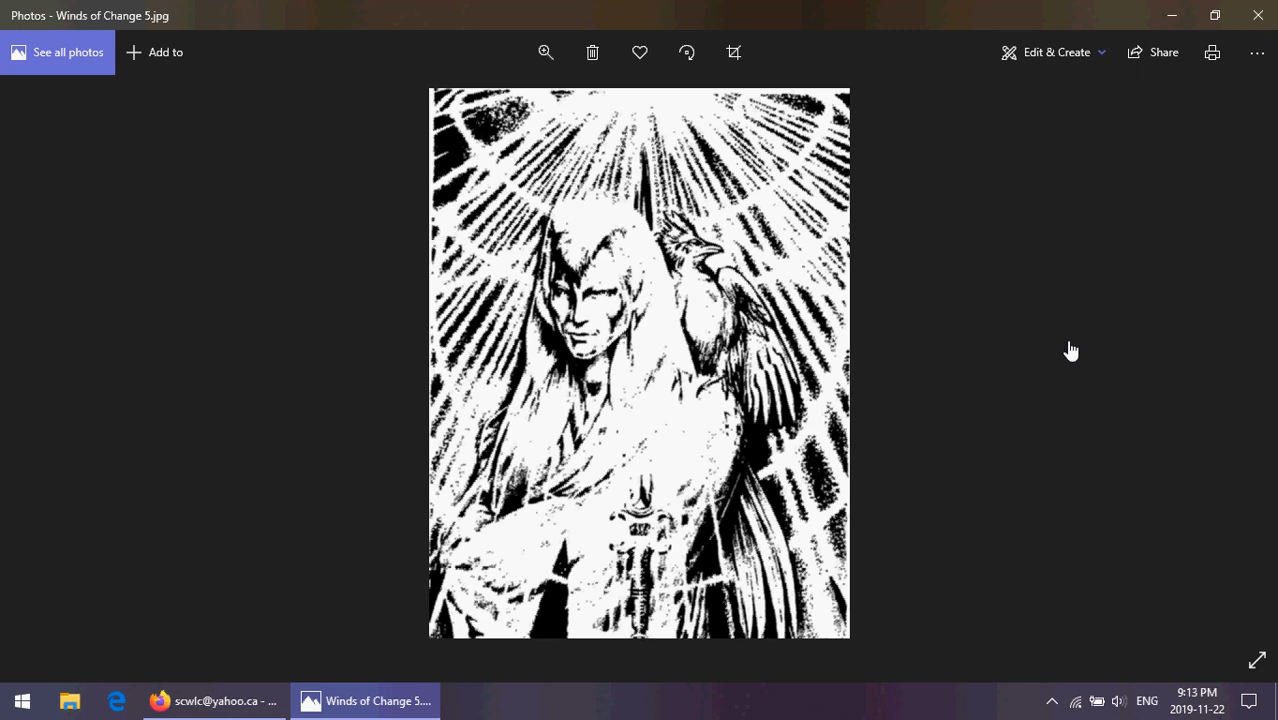 Photos - Winds of Change 5.jpg
See all photos
Add to
Edit & Create
Share
scwlc@yahoo.ca - ...
Winds of Change 5....
ENG
9:13 PM
2019-11-22